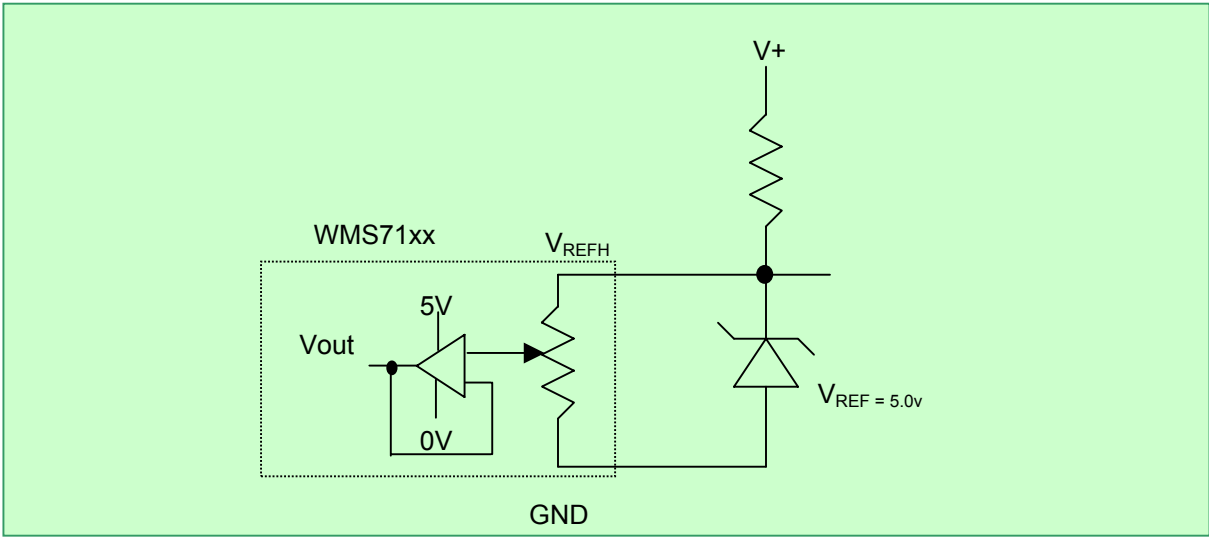 V+
WMS71xx
VREFH
5V
Vout
VREF = 5.0v
0V
GND